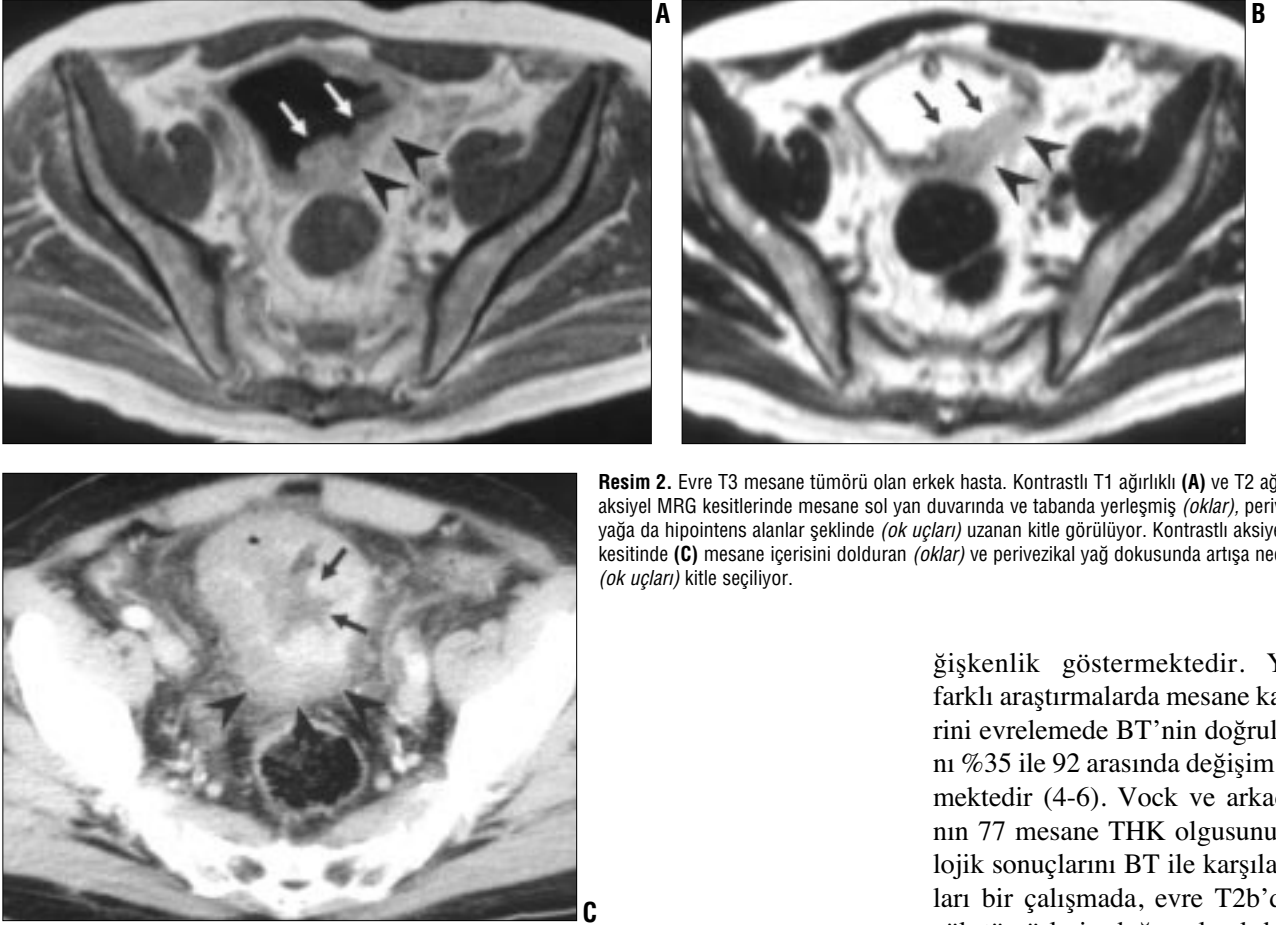 A
B
Resim 2. Evre T3 mesane tümörü olan erkek hasta. Kontrastlı T1 ağırlıklı (A) ve T2
aksiyel MRG kesitlerinde mesane sol yan duvarında ve tabanda yerleşmiş (oklar),
yağa da hipointens alanlar şeklinde (ok uçları) uzanan kitle görülüyor. Kontrastlı
kesitinde (C) mesane içerisini dolduran (oklar) ve perivezikal yağ dokusunda artışa
(ok uçları) kitle seçiliyor.
C
ğişkenlik göstermektedir.
farklı araştırmalarda mesane
rini evrelemede BT’nin
nı %35 ile 92 arasında
mektedir (4-6). Vock ve
nın 77 mesane THK
lojik sonuçlarını BT ile
ları bir çalışmada, evre